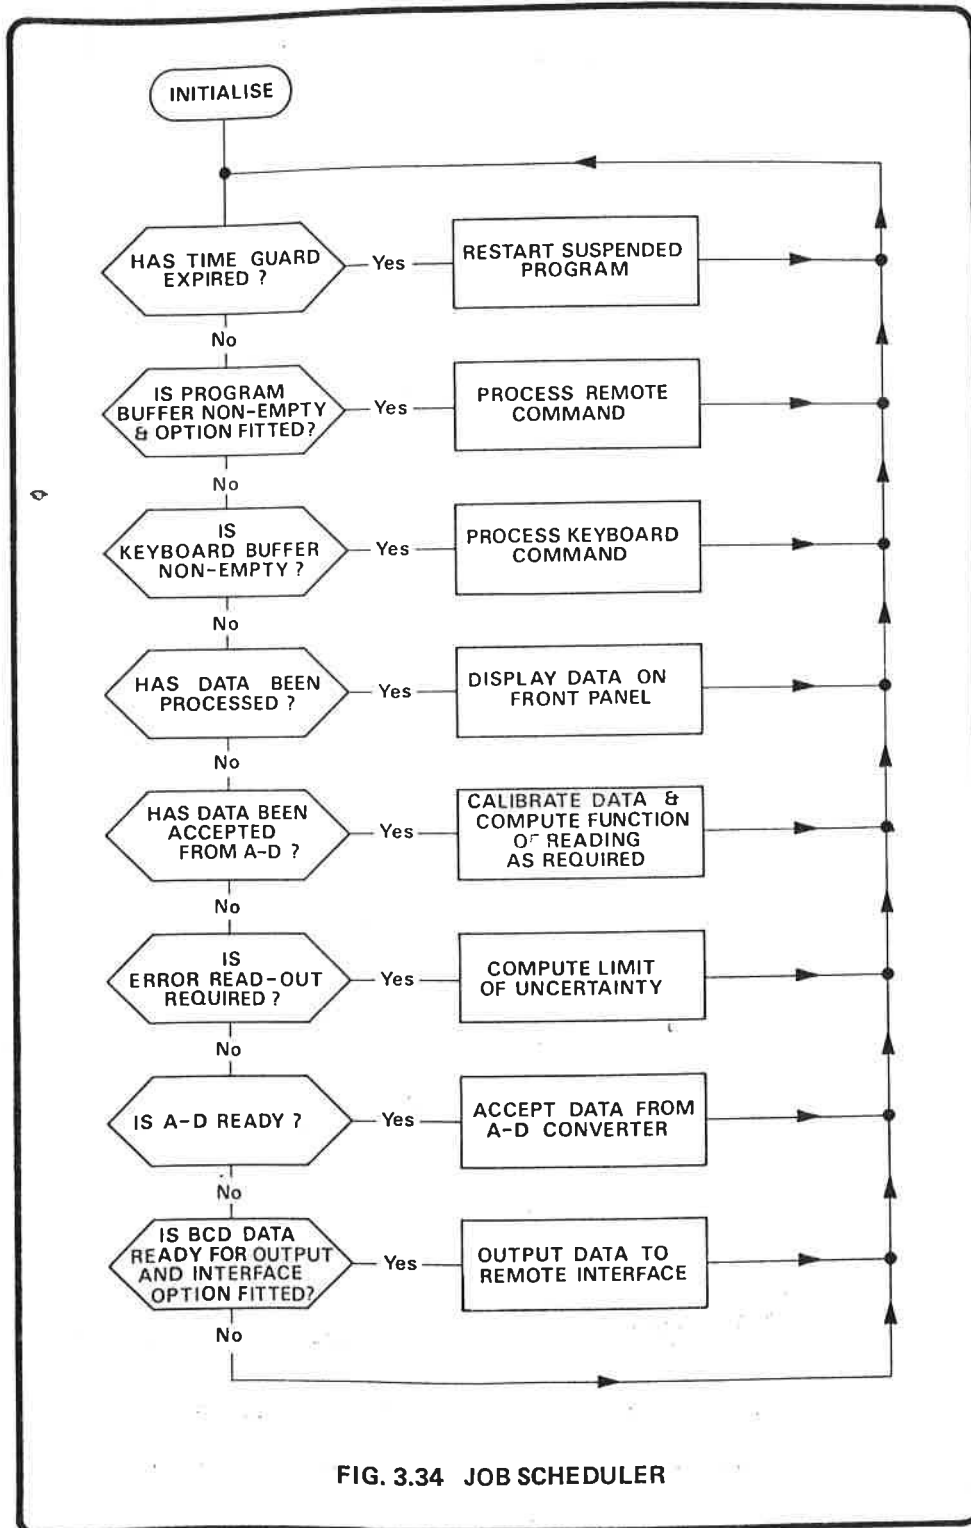 INITIALISE
HAS TIME GUARD
EXPIRED ?
Yes
RESTART SUSPENDED
PROGRAM
No
IS PROGRAM
BUFFER NON-EMPTY
& OPTION FITTED?
Yes
PROCESS REMOTE
COMMAND
No
IS
KEYBOARD BUFFER
NON-EMPTY ?
Yes
PROCESS KEYBOARD
COMMAND
No
HAS DATA BEEN
PROCESSED ?
Yes
DISPLAY DATA ON
FRONT PANEL
No
HAS DATA BEEN
ACCEPTED
FROM A-D ?
Yes
CALIBRATE DATA &
COMPUTE FUNCTION
OF READING
AS REQUIRED
No
IS
ERROR READ-OUT
REQUIRED ?
Yes
COMPUTE LIMIT
OF UNCERTAINTY
No
IS A-D READY ?
Yes
ACCEPT DATA FROM
A-D CONVERTER
No
IS BCD DATA
READY FOR OUTPUT
AND INTERFACE
OPTION FITTED?
Yes
OUTPUT DATA TO
REMOTE INTERFACE
No
FIG. 3.34 JOB SCHEDULER